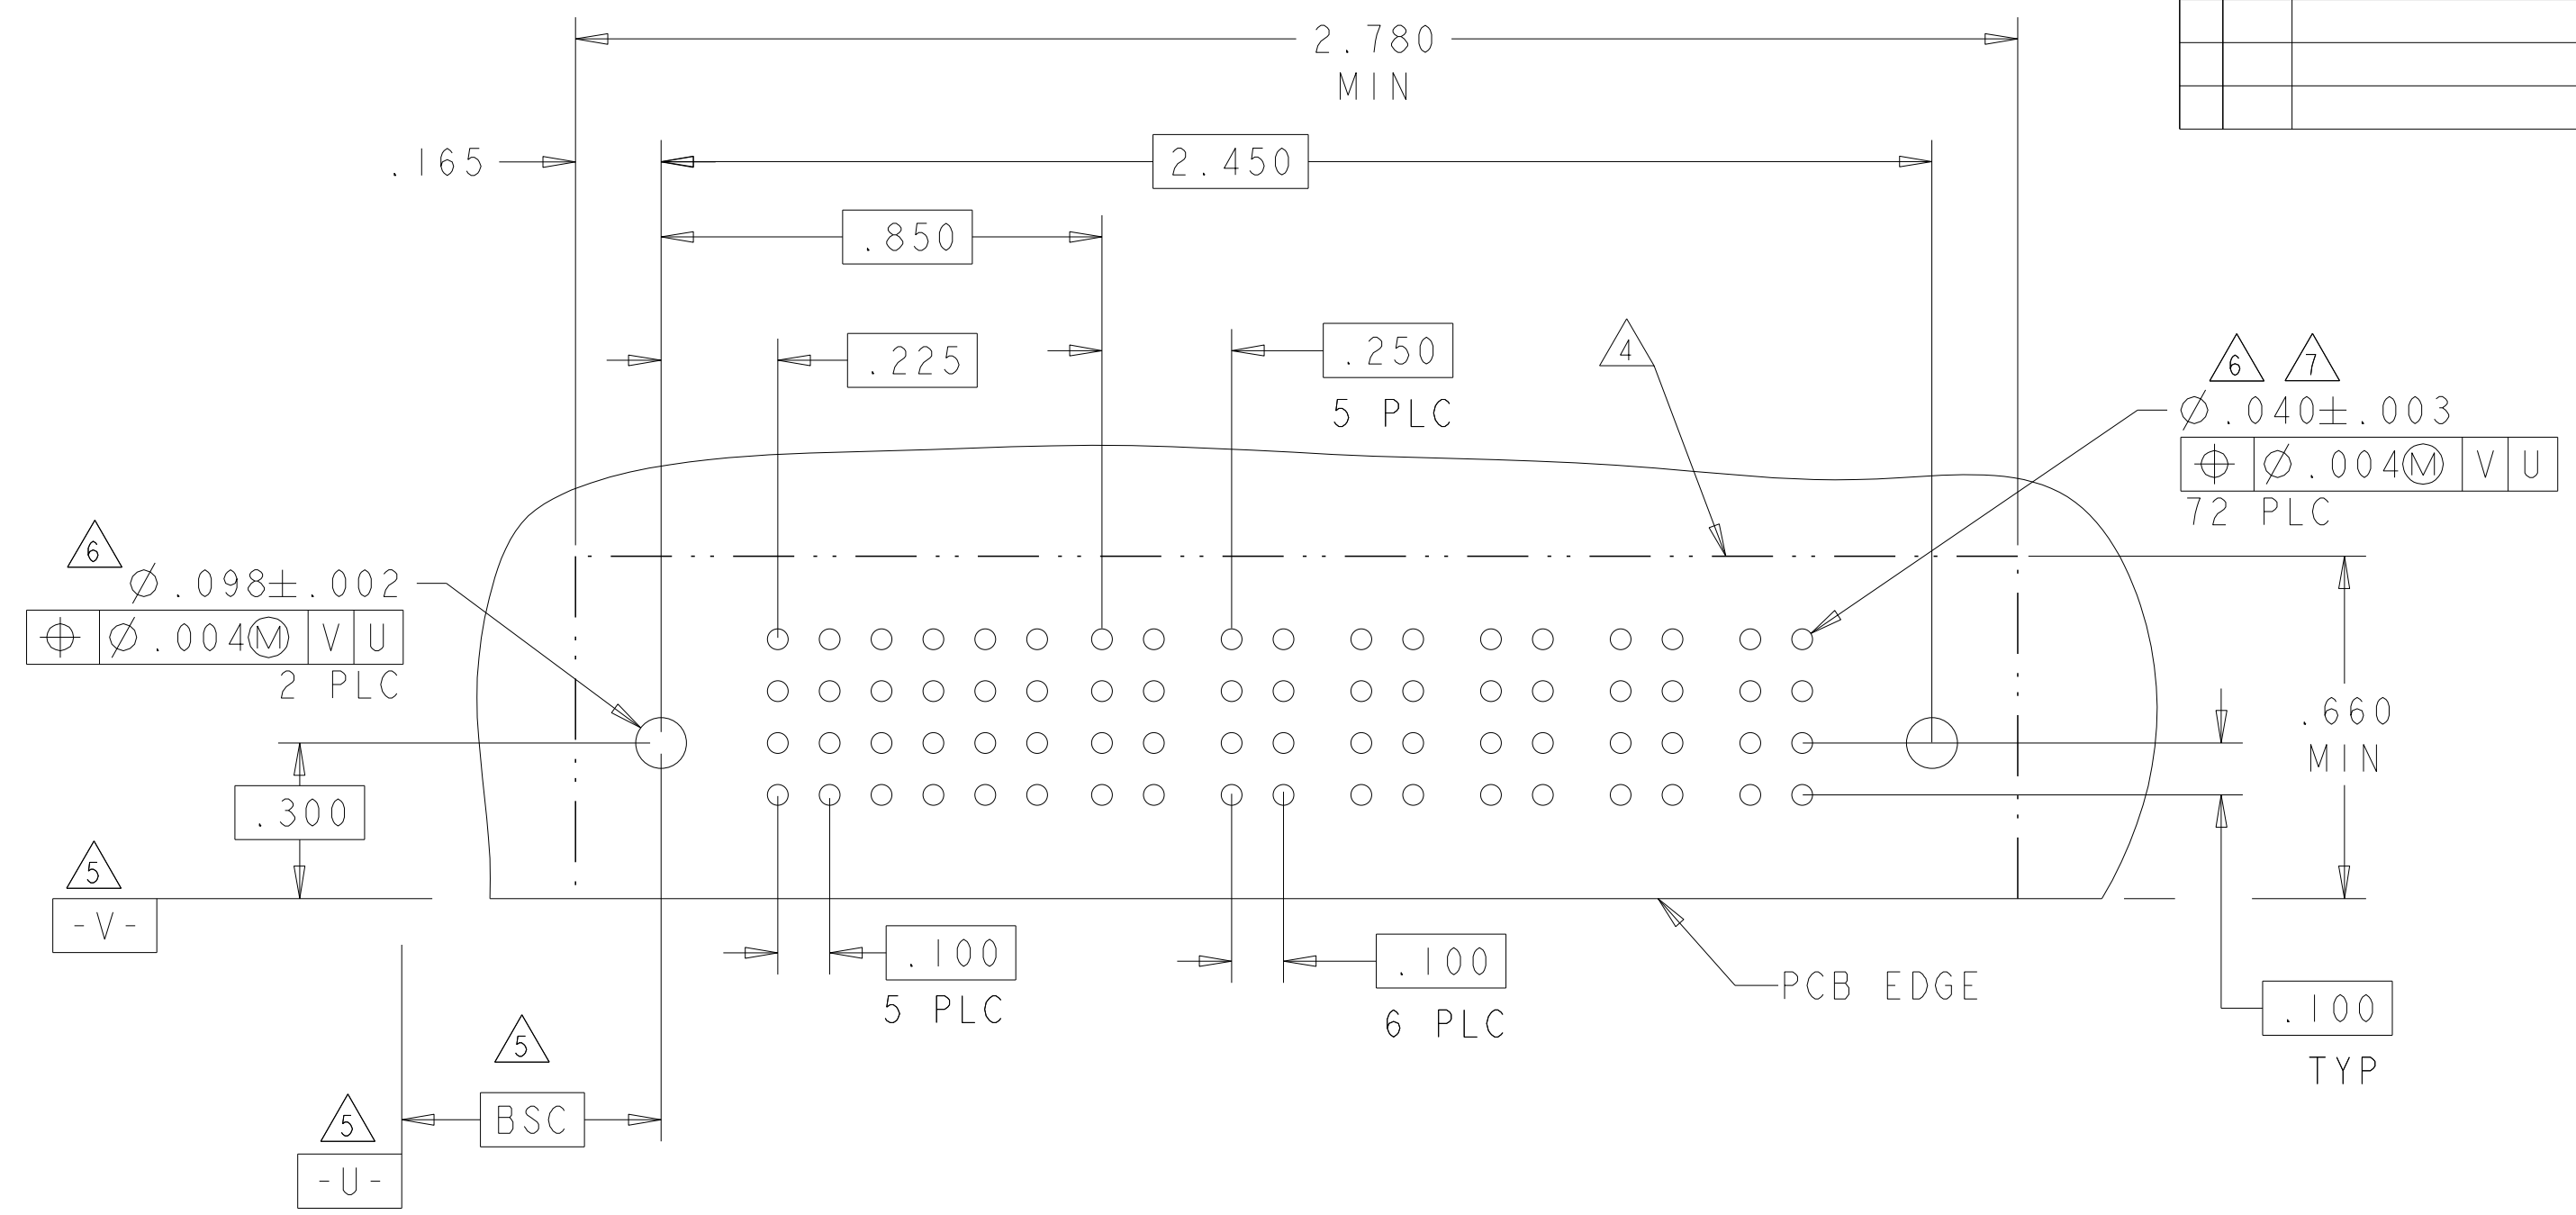 2.780
MIN
.165
2.450
.850
.225
.250
5 PLC
4
6 7
Ø.040±.003
⌖ Ø.004Ⓜ V U
72 PLC
6
Ø.098±.002
⌖ Ø.004Ⓜ V U
2 PLC
.660
MIN
.300
5
-V-
.100
5 PLC
.100
6 PLC
PCB EDGE
.100
TYP
5
BSC
5
-U-